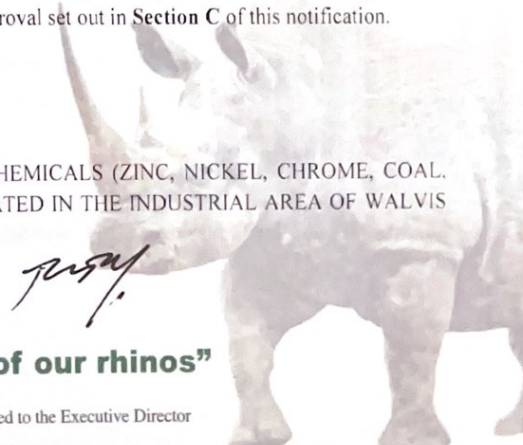 roval set out in Section C of this notification.
HEMICALS (ZINC, NICKEL, CHROME, COAL,
ATED IN THE INDUSTRIAL AREA OF WALVIS
of our rhinos”
ed to the Executive Director